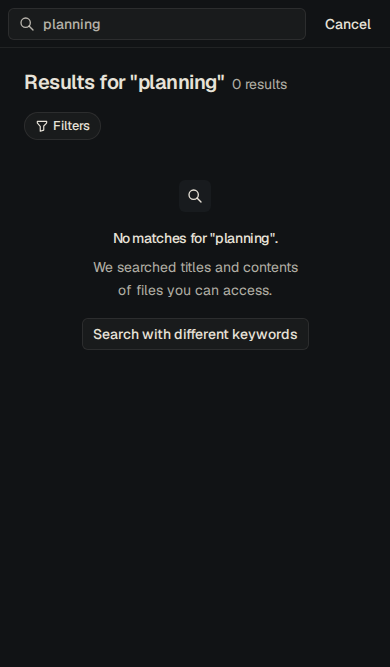 planning
Cancel
Results for "planning" 0 results
Filters
No matches for "planning".
We searched titles and contents
of files you can access.
Search with different keywords